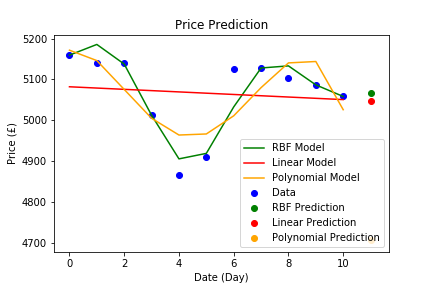 Price Prediction
5200
5100
5000
4900
4800
4700
Price (£)
RBF Model
Linear Model
Polynomial Model
Data
RBF Prediction
Linear Prediction
Polynomial Prediction
0
2
4
6
8
10
Date (Day)